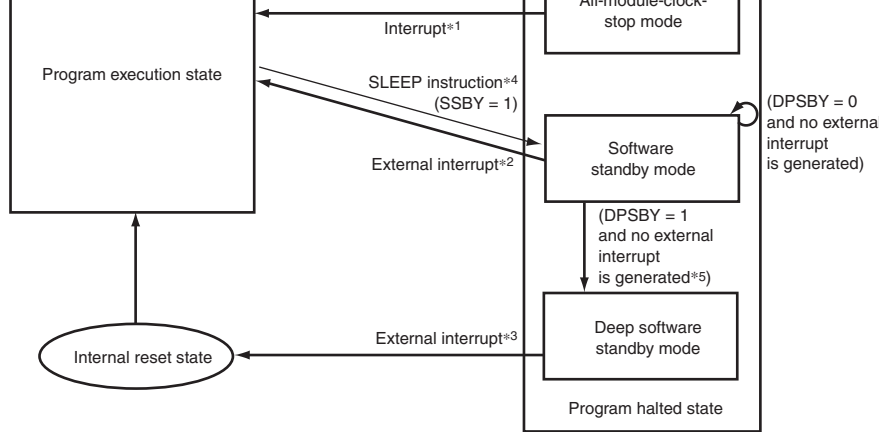 All-module-clock-
stop mode
Interrupt*1
Program execution state
SLEEP instruction*4
(SSBY = 1)
External interrupt*2
Software
standby mode
(DPSBY = 0
and no external
interrupt
is generated)
(DPSBY = 1
and no external
interrupt
is generated*5)
External interrupt*3
Deep software
standby mode
Internal reset state
Program halted state